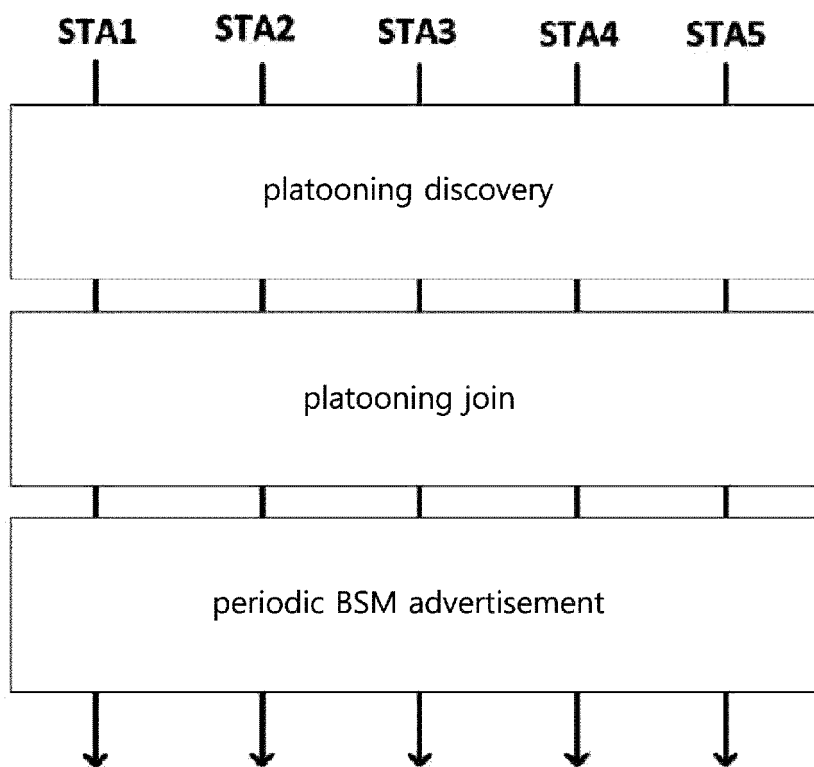 STA1 STA2 STA3 STA4 STA5
platooning discovery
platooning join
periodic BSM advertisement